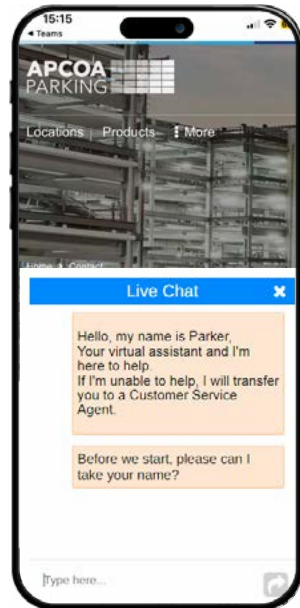 15:15
◄ Teams
APCOA
PARKING
Locations Products More
Home > Contact
Live Chat
Hello, my name is Parker,
Your virtual assistant and I'm
here to help.
If I'm unable to help, I will transfer
you to a Customer Service
Agent.
Before we start, please can I
take your name?
Type here...